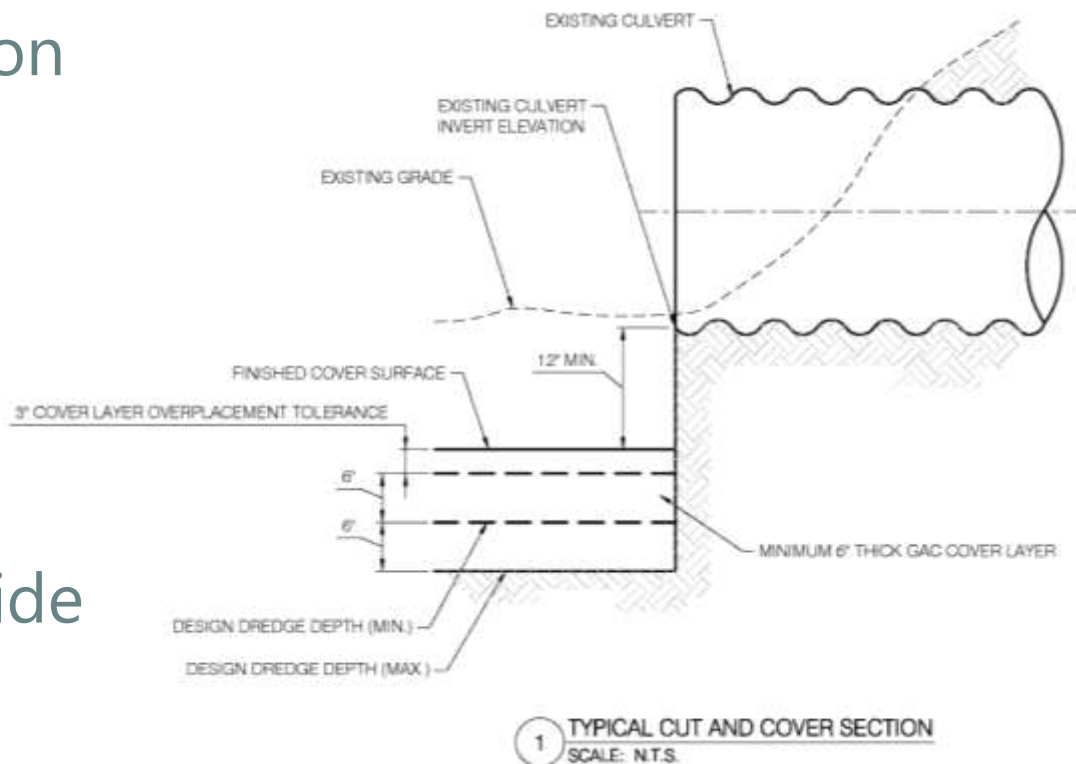 on
EXISTING CULVERT
EXISTING CULVERT
INVERT ELEVATION
EXISTING GRADE
12" MIN.
FINISHED COVER SURFACE
3" COVER LAYER OVERPLACEMENT TOLERANCE
6"
6"
MINIMUM 6" THICK GAC COVER LAYER
ide
DESIGN DREDGE DEPTH (MIN.)
DESIGN DREDGE DEPTH (MAX.)
1
TYPICAL CUT AND COVER SECTION
SCALE: N.T.S.